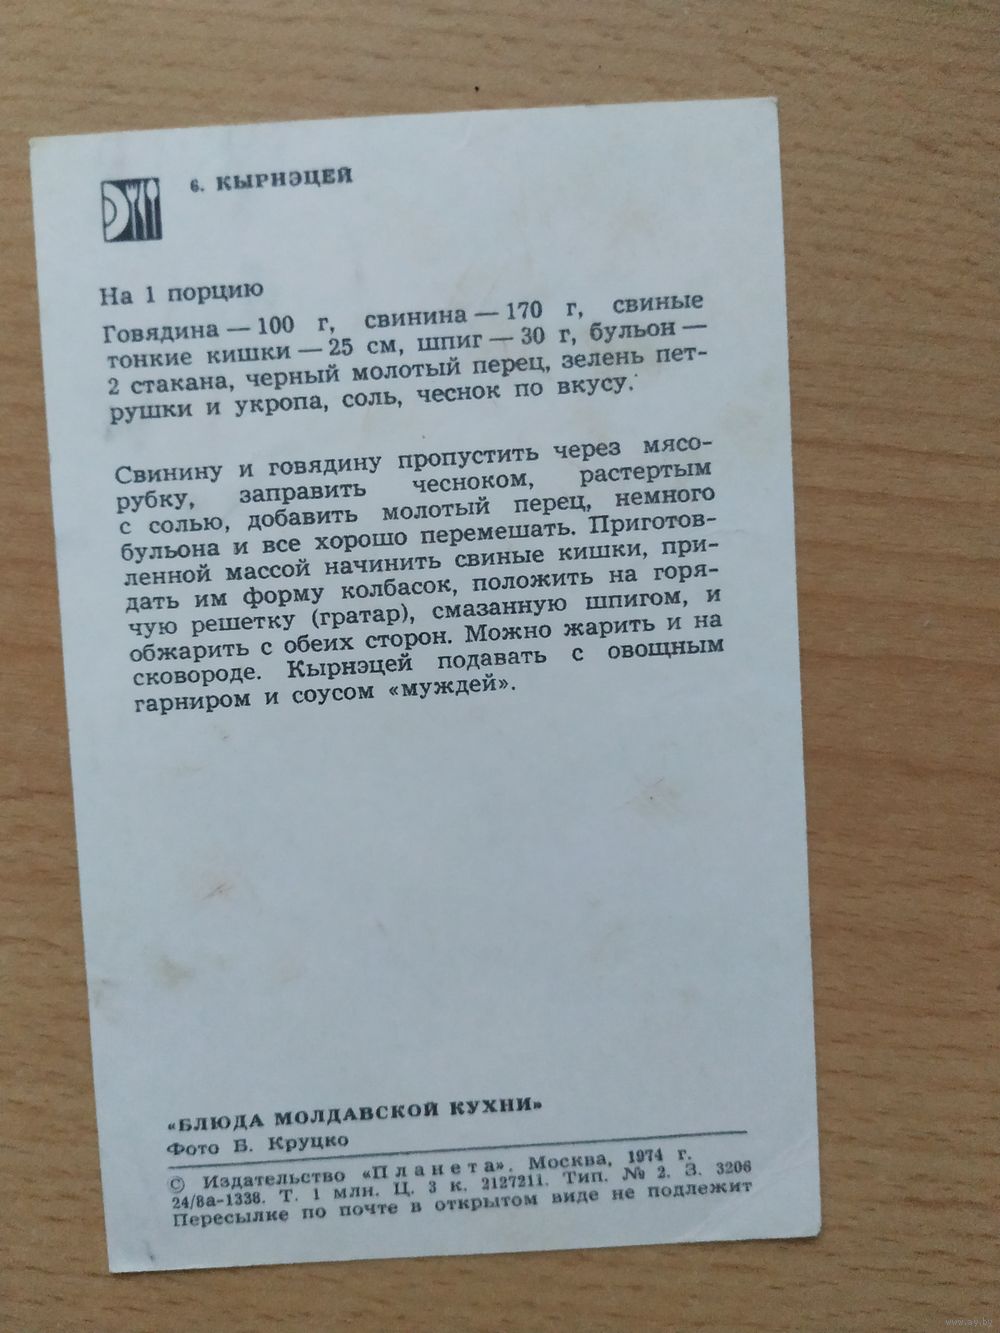 6. КЫРНЭЦЕЙ
На 1 порцию
Говядина — 100 г, свинина — 170 г, свиные
тонкие кишки — 25 см, шпиг — 30 г, бульон —
2 стакана, черный молотый перец, зелень пет-
рушки и укропа, соль, чеснок по вкусу.
Свинину и говядину пропустить через мясо-
рубку, заправить чесноком, растертым
с солью, добавить молотый перец, немного
бульона и все хорошо перемешать. Приготов-
ленной массой начинить свиные кишки, при-
дать им форму колбасок, положить на горя-
чую решетку (гратар), смазанную шпигом, и
обжарить с обеих сторон. Можно жарить и на
сковороде. Кырнэцей подавать с овощным
гарниром и соусом «муждей».
«БЛЮДА МОЛДАВСКОЙ КУХНИ»
Фото Б. Круцко
© Издательство «Планета». Москва, 1974 г.
24/8а-1338. Т. 1 млн. Ц. 3 к. 2127211. Тип. № 2. З. 3206
Пересылке по почте в открытом виде не подлежит
www.ay.by